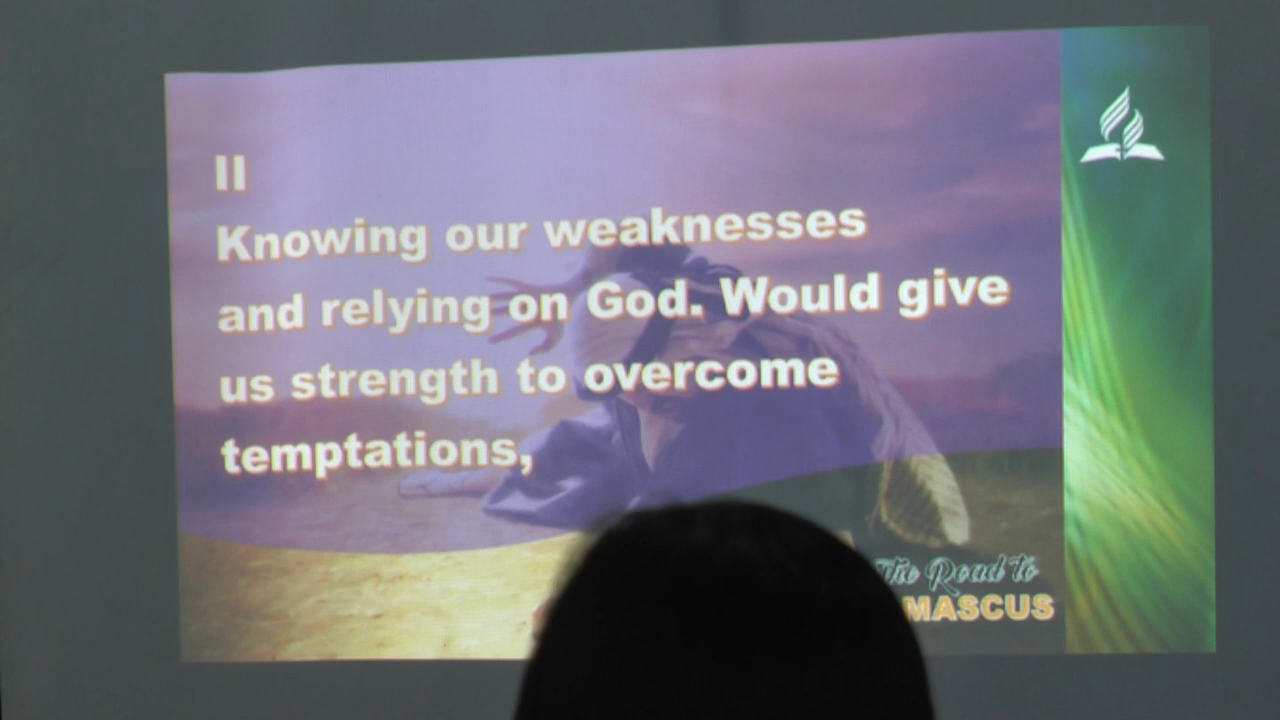 II
Knowing our weaknesses
and relying on God. Would give
us strength to overcome
temptations,
The Road to
MASCUS